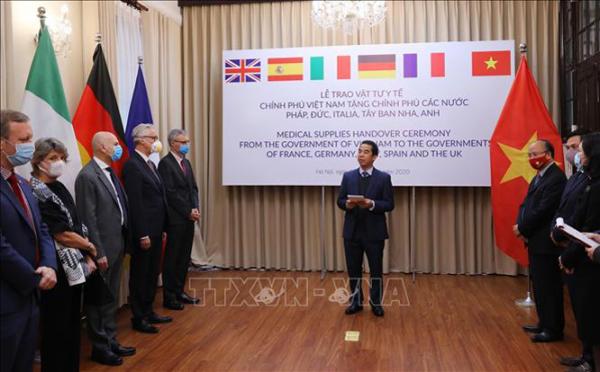 LỄ TRAO VẬT TƯ Y TẾ
CHÍNH PHỦ VIỆT NAM TẶNG CHÍNH PHỦ CÁC NƯỚC
PHÁP, ĐỨC, ITALIA, TÂY BAN NHA, ANH
MEDICAL SUPPLIES HANDOVER CEREMONY
FROM THE GOVERNMENT OF TO THE GOVERNMENTS
OF FRANCE, GERMANY, SPAIN AND THE UK
Hà Nội, 2020
TTXVN-VNA